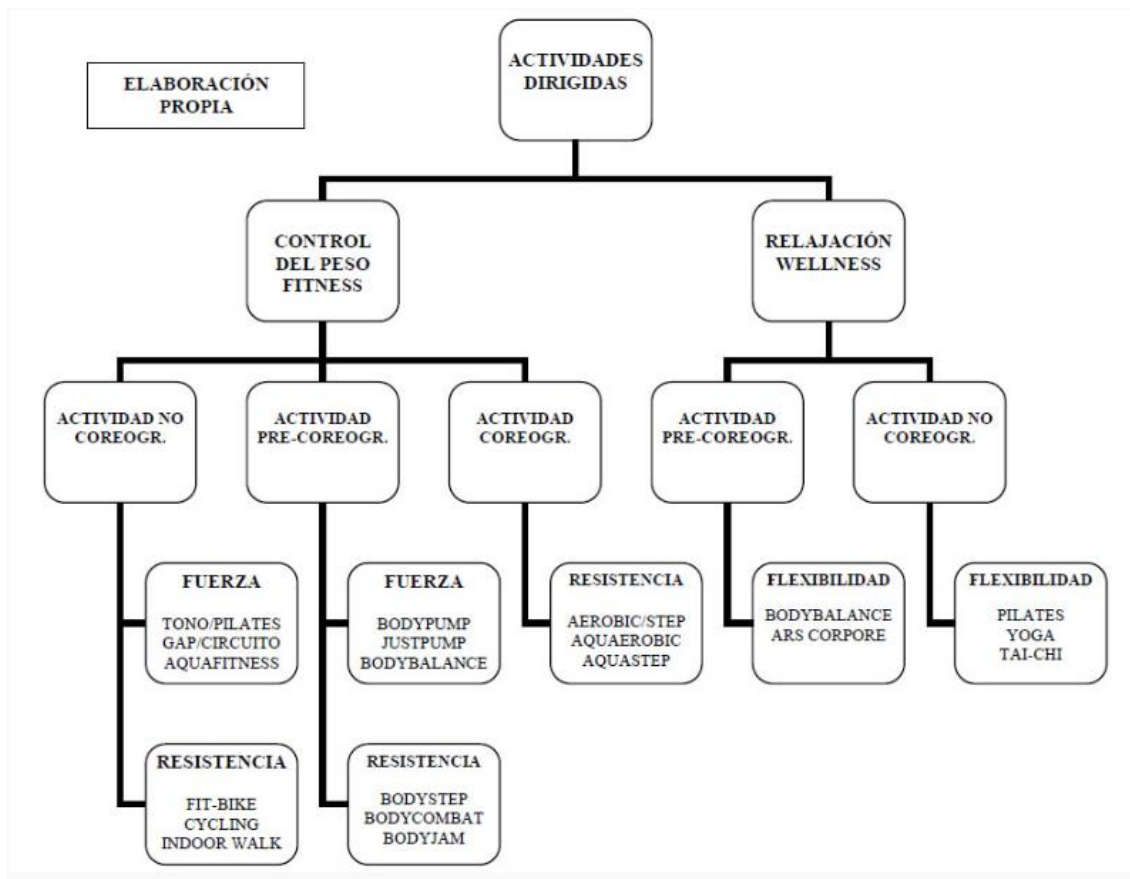 ACTIVIDADES
DIRIGIDAS
ELABORACIÓN
PROPIA
CONTROL
DEL PESO
FITNESS
RELAJACIÓN
WELLNESS
ACTIVIDAD NO
COREOGR.
ACTIVIDAD
PRE-COREOGR.
ACTIVIDAD
COREOGR.
ACTIVIDAD
PRE-COREOGR.
ACTIVIDAD NO
COREOGR.
FUERZA
TONO/PILATES
GAP/CIRCUITO
AQUAFITNESS
FUERZA
BODYPUMP
JUSTPUMP
BODYBALANCE
RESISTENCIA
AEROBIC/STEP
AQUAEROBIC
AQUASTEP
FLEXIBILIDAD
BODYBALANCE
ARS CORPORE
FLEXIBILIDAD
PILATES
YOGA
TAI-CHI
RESISTENCIA
FIT-BIKE
CYCLING
INDOOR WALK
RESISTENCIA
BODYSTEP
BODYCOMBAT
BODYJAM